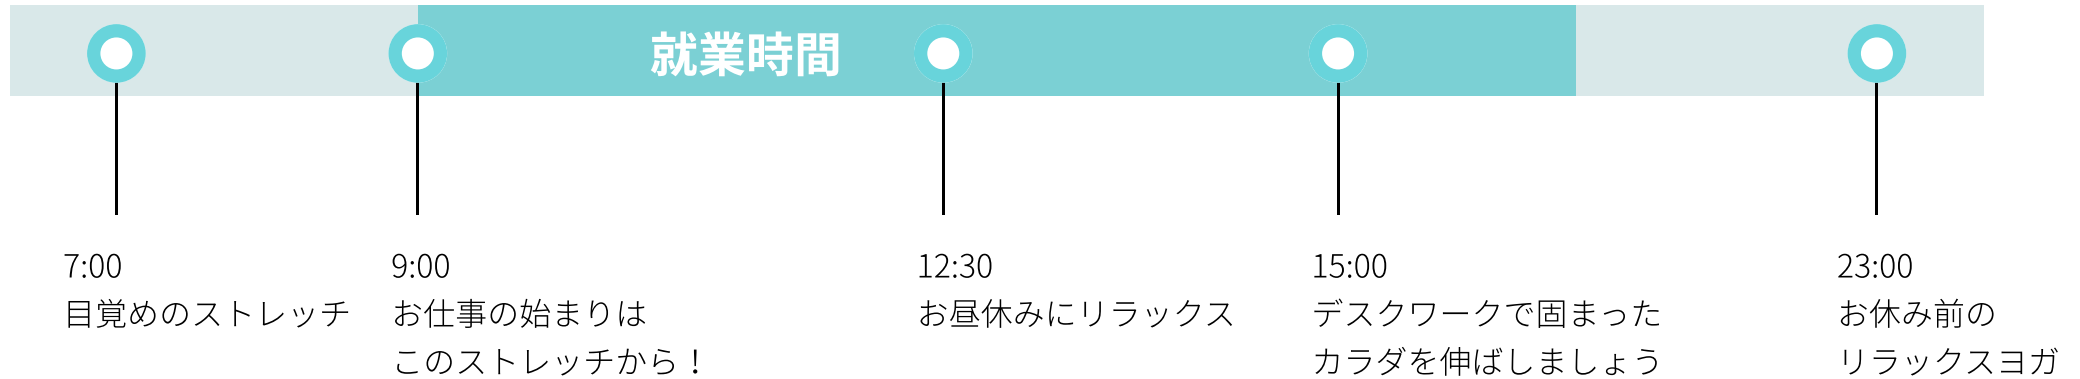 就業時間
7:00
目覚めのストレッチ
9:00
お仕事の始まりは
このストレッチから！
12:30
お昼休みにリラックス
15:00
デスクワークで固まった
カラダを伸ばしましょう
23:00
お休み前の
リラックスヨガ